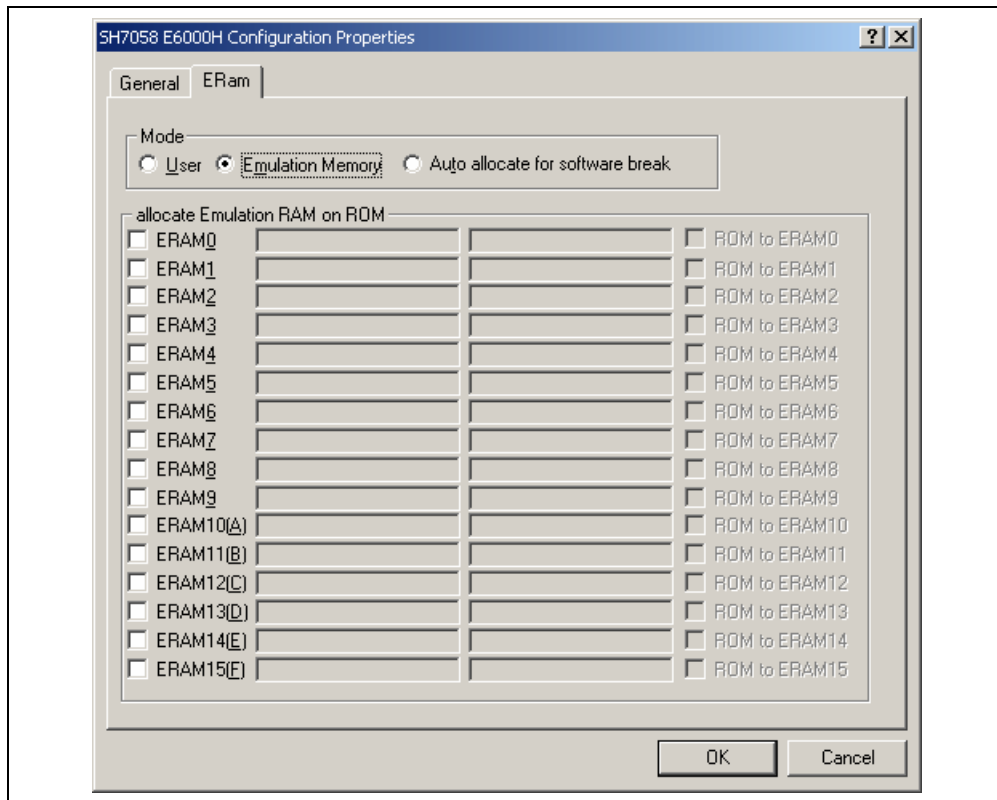 SH7058 E6000H Configuration Properties
General ERam
Mode
User Emulation Memory Auto allocate for software break
allocate Emulation RAM on ROM
ERAM0 ROM to ERAM0
ERAM1 ROM to ERAM1
ERAM2 ROM to ERAM2
ERAM3 ROM to ERAM3
ERAM4 ROM to ERAM4
ERAM5 ROM to ERAM5
ERAM6 ROM to ERAM6
ERAM7 ROM to ERAM7
ERAM8 ROM to ERAM8
ERAM9 ROM to ERAM9
ERAM10(A) ROM to ERAM10
ERAM11(B) ROM to ERAM11
ERAM12(C) ROM to ERAM12
ERAM13(D) ROM to ERAM13
ERAM14(E) ROM to ERAM14
ERAM15(F) ROM to ERAM15
OK Cancel